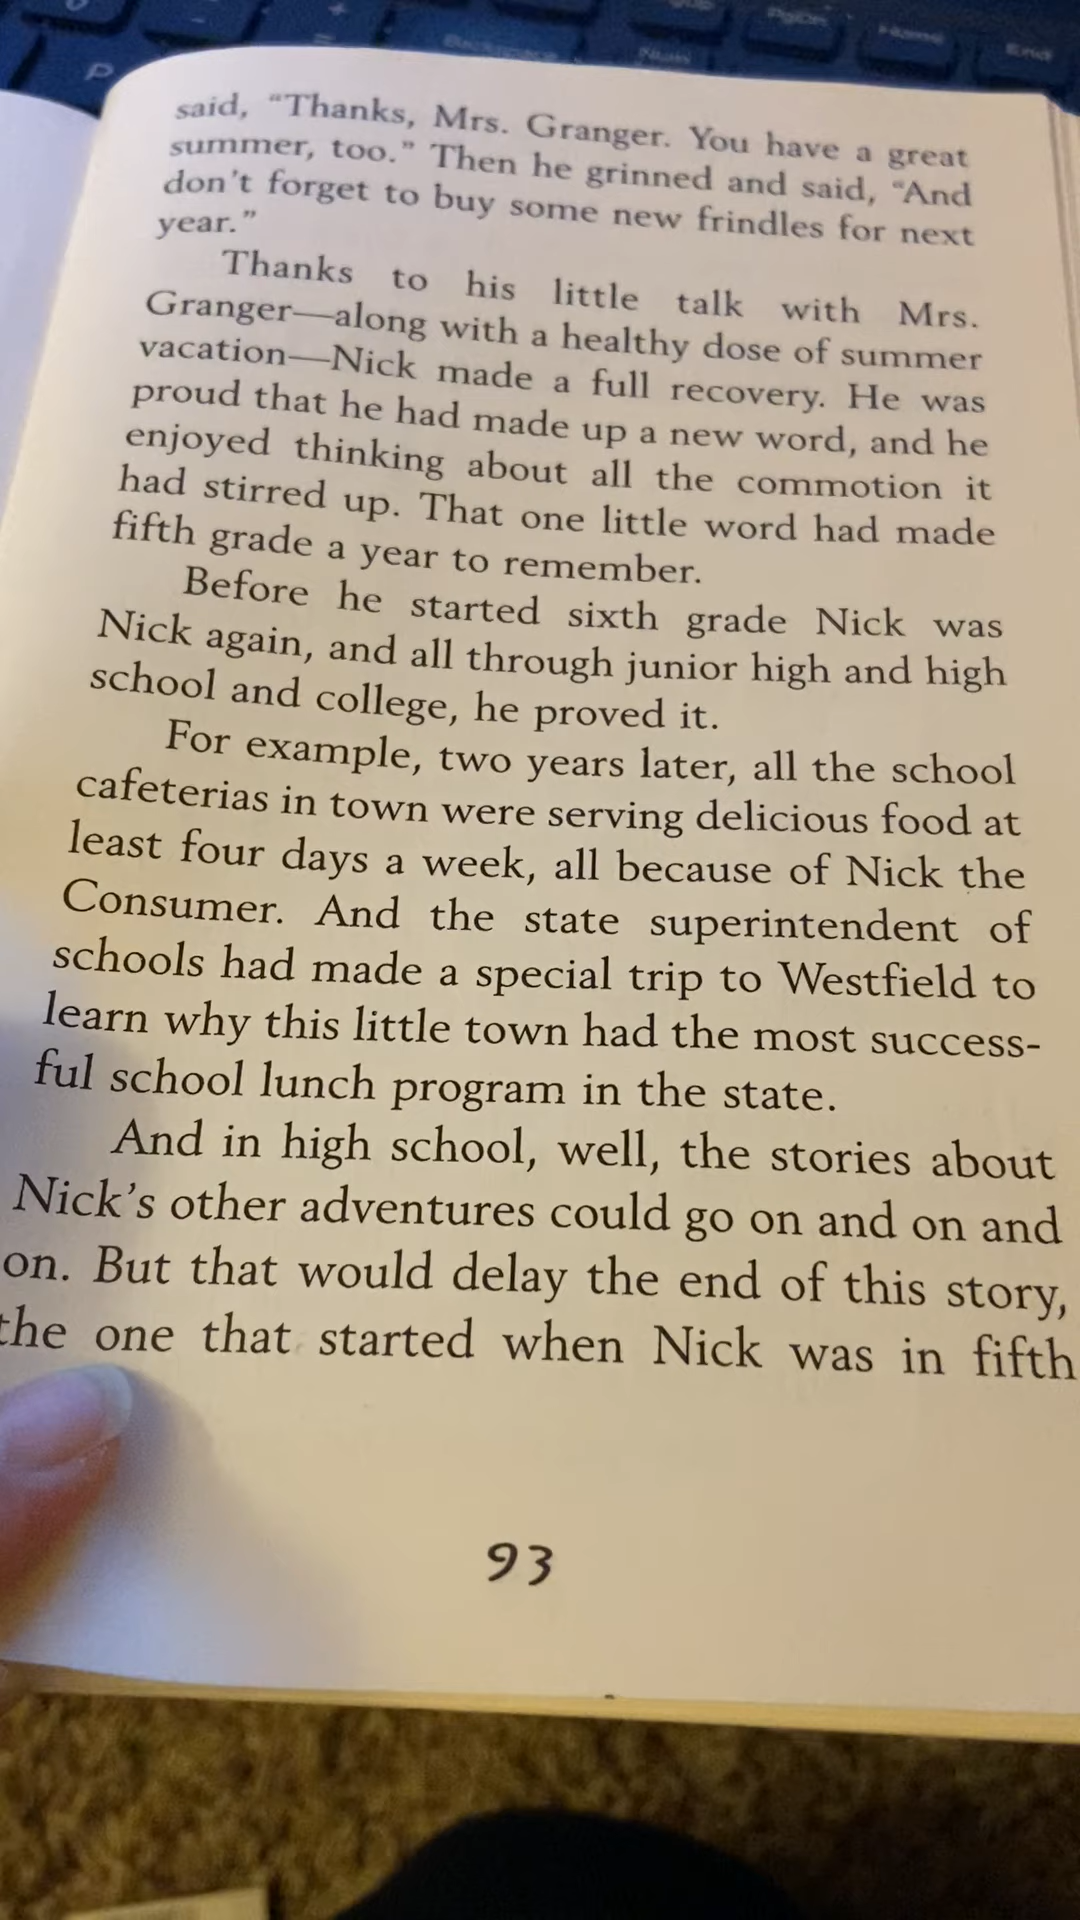 P
Backspace
Num
PgDn
Home
End
said, “Thanks, Mrs. Granger. You have a great
summer, too.” Then he grinned and said, “And
don’t forget to buy some new frindles for next
year.”
Thanks to his little talk with Mrs.
Granger—along with a healthy dose of summer
vacation—Nick made a full recovery. He was
proud that he had made up a new word, and he
enjoyed thinking about all the commotion it
had stirred up. That one little word had made
fifth grade a year to remember.
Before he started sixth grade Nick was
Nick again, and all through junior high and high
school and college, he proved it.
For example, two years later, all the school
cafeterias in town were serving delicious food at
least four days a week, all because of Nick the
Consumer. And the state superintendent of
schools had made a special trip to Westfield to
learn why this little town had the most success-
ful school lunch program in the state.
And in high school, well, the stories about
Nick’s other adventures could go on and on and
on. But that would delay the end of this story,
the one that started when Nick was in fifth
93